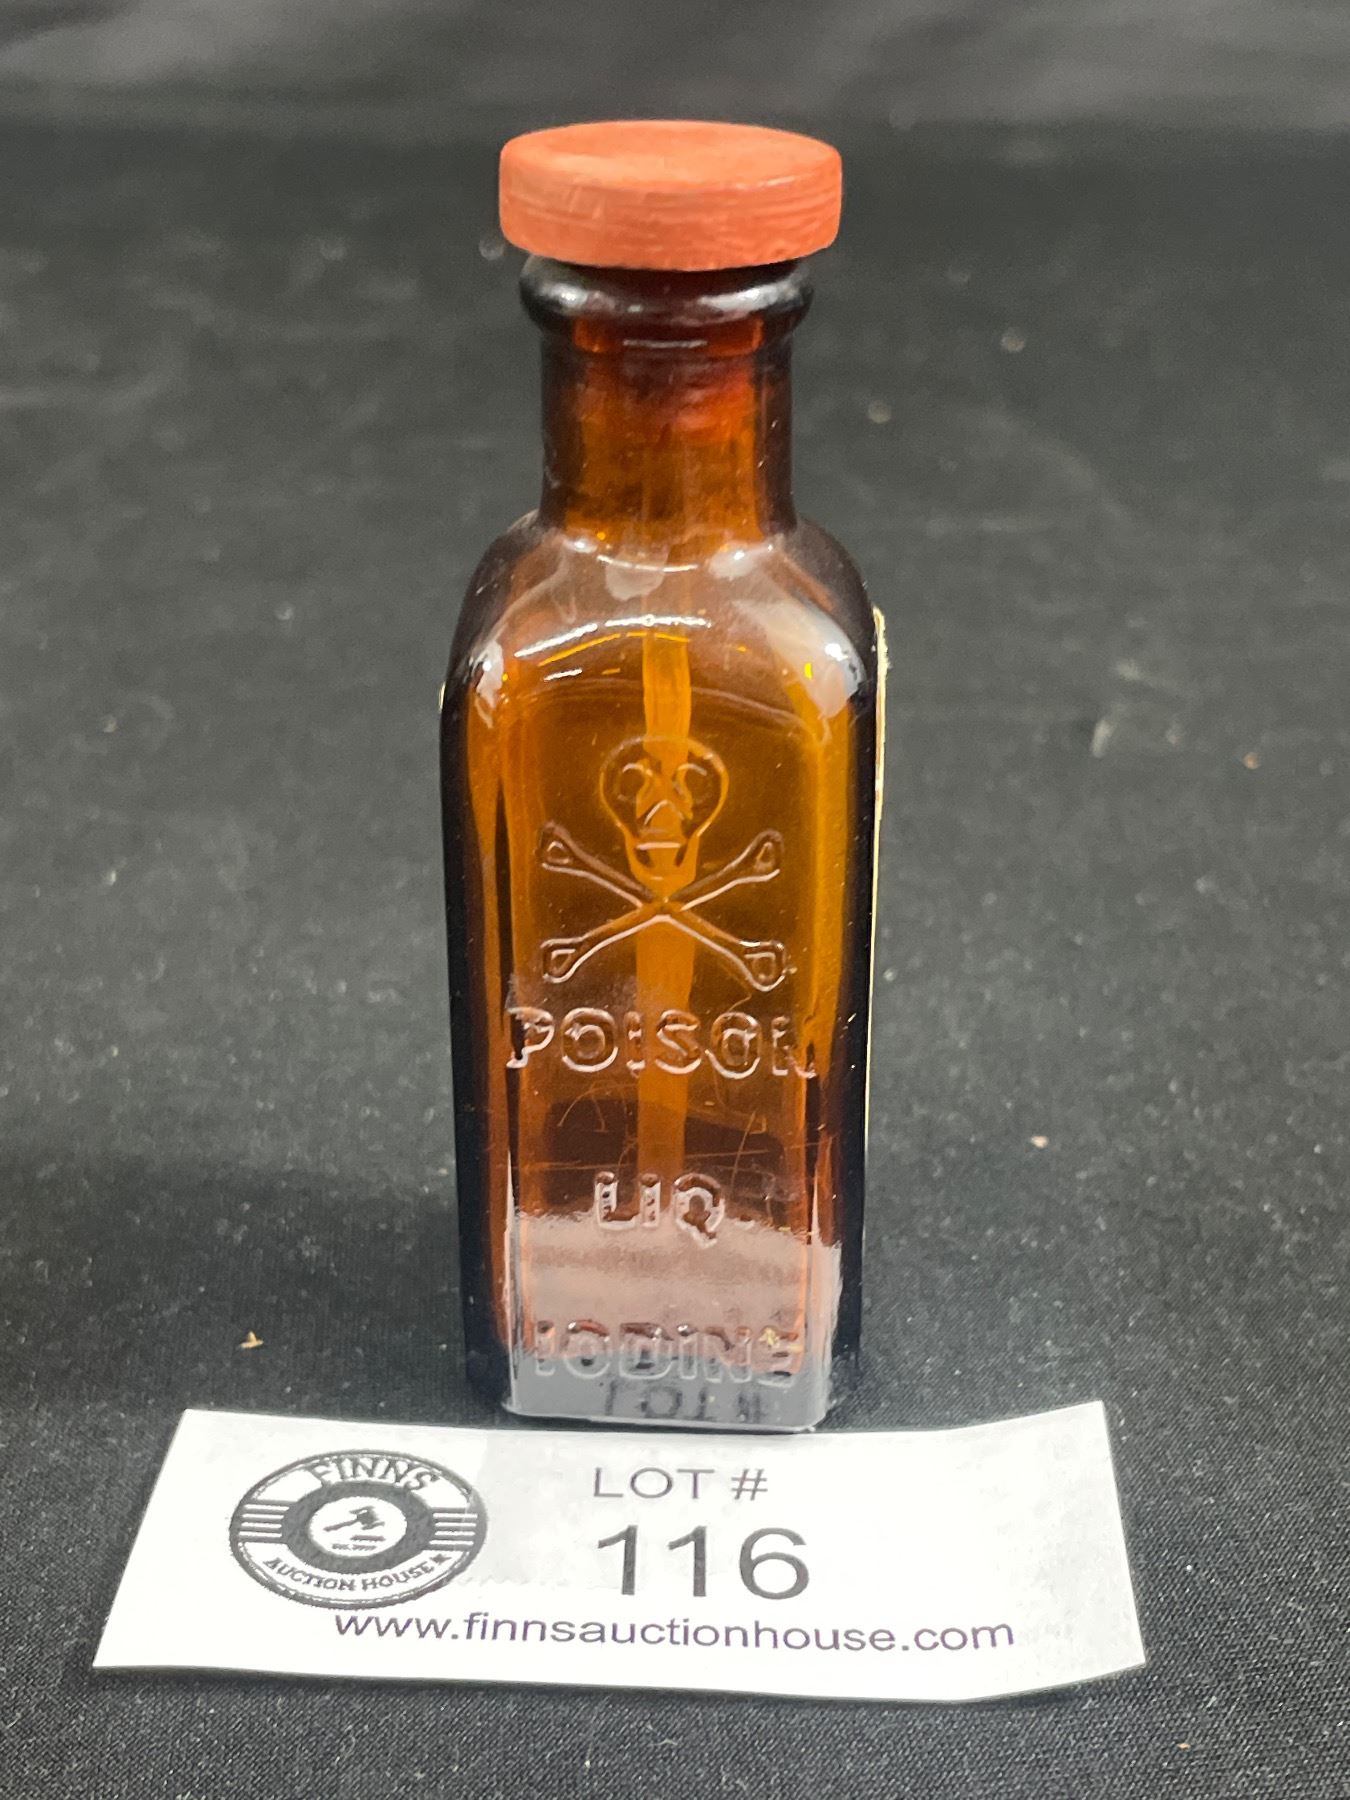 POISON
LIQ.
IODINE
FINNS
AUCTION HOUSE
LOT #
116
www.finnsauctionhouse.com